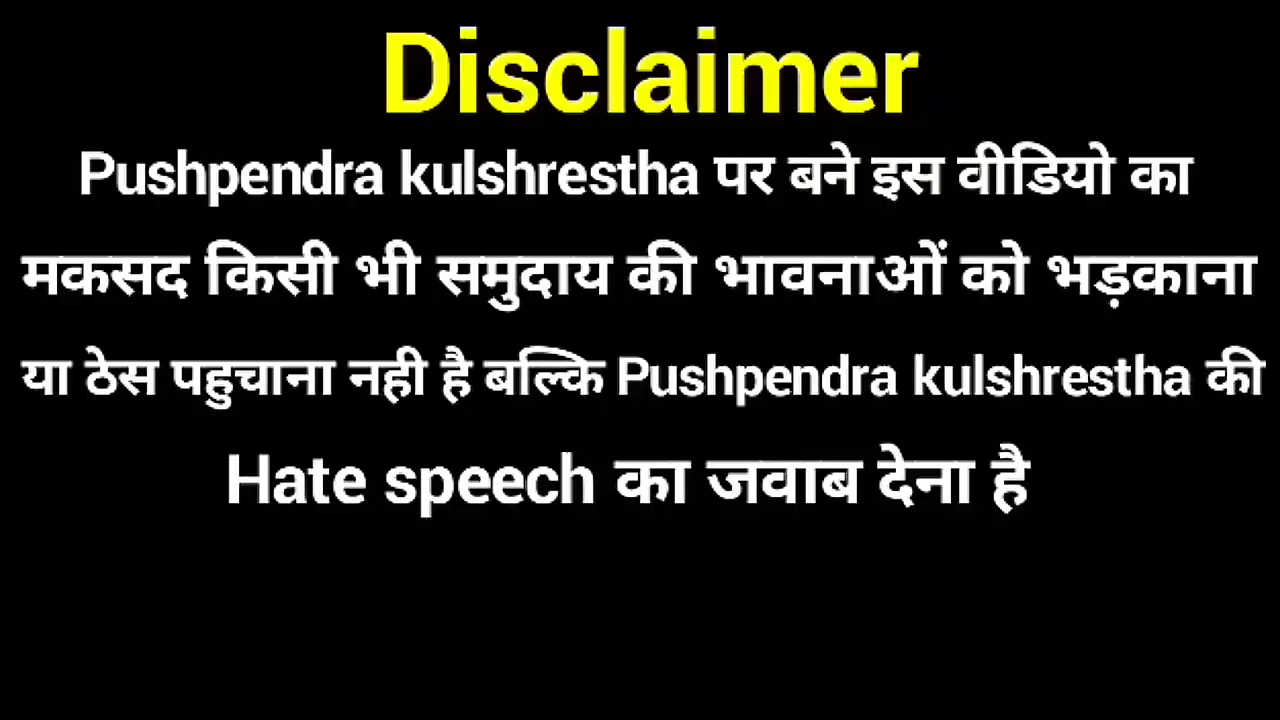 Disclaimer
Pushpendra kulshrestha पर बने इस वीडियो का
मकसद किसी भी समुदाय की भावनाओं को भड़काना
या ठेस पहुचाना नही है बल्कि Pushpendra kulshrestha की
Hate speech का जवाब देना है